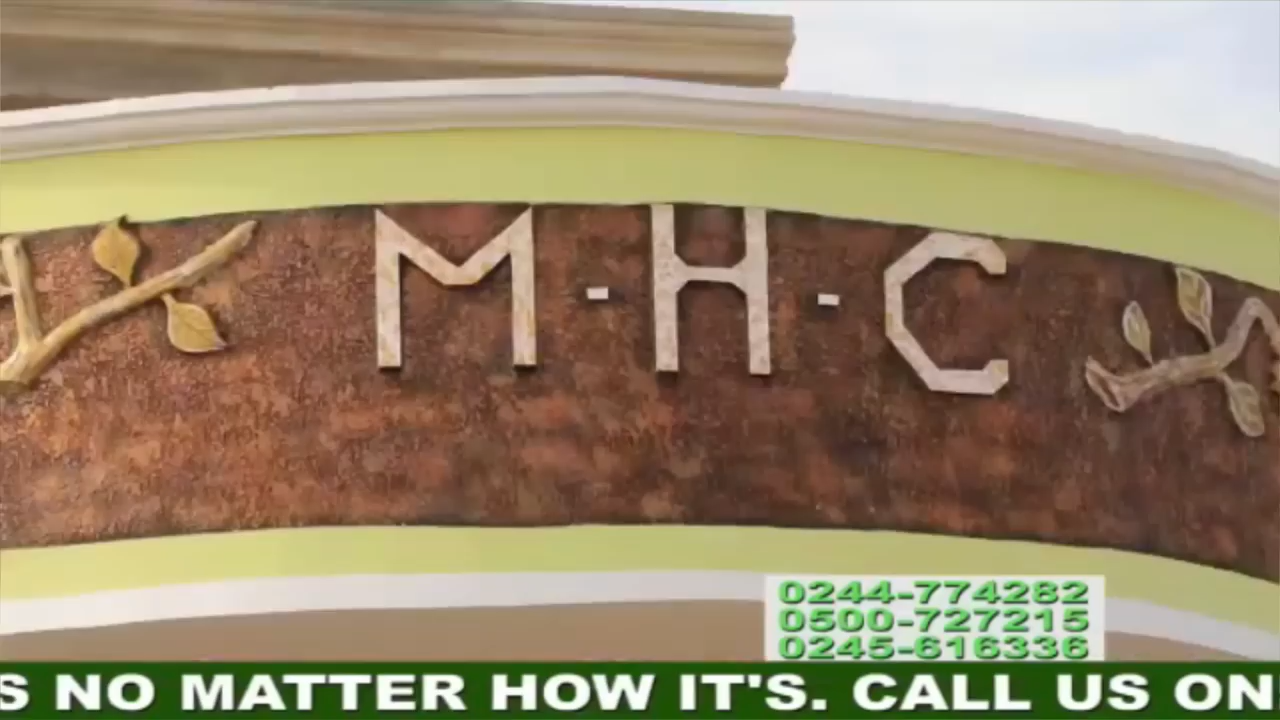 M-H-C
0244-774282
0500-727215
0245-616336
S NO MATTER HOW IT'S. CALL US ON